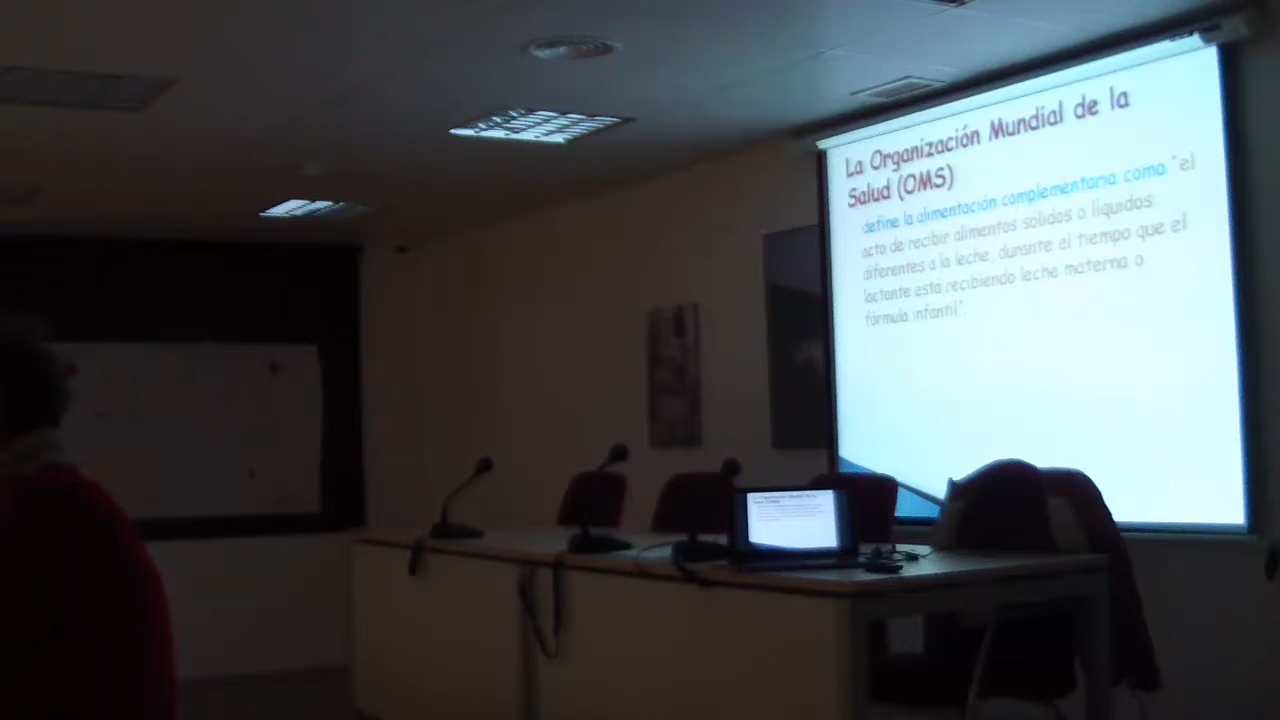 La Organización Mundial de la
Salud (OMS)
define la alimentación complementaria como "el
acto de recibir alimentos sólidos o líquidos
diferentes a la leche, durante el tiempo que el
lactante está recibiendo leche materna o
fórmula infantil"